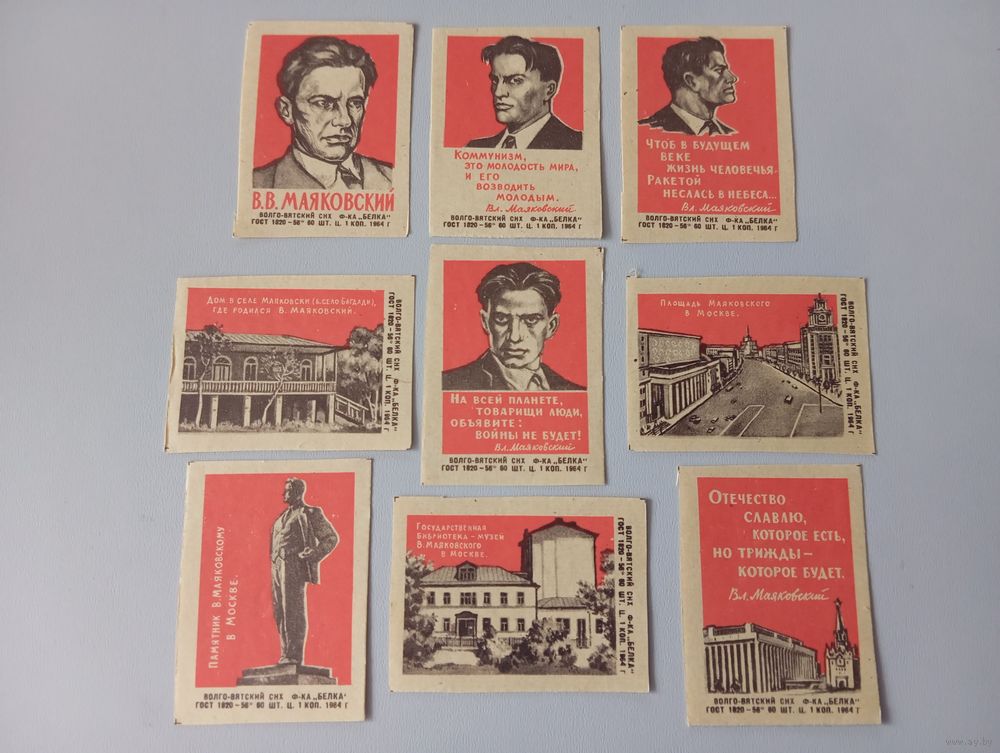 В.В. МАЯКОВСКИЙ
ВОЛГО-ВЯТСКИЙ СНХ Ф-КА „БЕЛКА“
ГОСТ 1820-56* 60 ШТ. Ц. 1 КОП. 1964 Г
КОММУНИЗМ,
ЭТО МОЛОДОСТЬ МИРА,
И ЕГО
ВОЗВОДИТЬ
МОЛОДЫМ.
Вл. Маяковский
ВОЛГО-ВЯТСКИЙ СНХ Ф-КА „БЕЛКА“
ГОСТ 1820-56* 60 ШТ. Ц. 1 КОП. 1964 Г
ЧТОБ В БУДУЩЕМ
ВЕКЕ
ЖИЗНЬ ЧЕЛОВЕЧЬЯ
РАКЕТОЙ
НЕСЛАСЬ В НЕБЕСА...
Вл. Маяковский
ВОЛГО-ВЯТСКИЙ СНХ Ф-КА „БЕЛКА“
ГОСТ 1820-56* 60 ШТ. Ц. 1 КОП. 1964 Г
ДОМ В СЕЛЕ МАЯКОВСКИ (Б. СЕЛО БАГДАДИ),
ГДЕ РОДИЛСЯ В. МАЯКОВСКИЙ.
ВОЛГО-ВЯТСКИЙ СНХ Ф-КА „БЕЛКА“
ГОСТ 1820-56* 60 ШТ. Ц. 1 КОП. 1964 Г
НА ВСЕЙ ПЛАНЕТЕ,
ТОВАРИЩИ ЛЮДИ,
ОБЪЯВИТЕ:
ВОЙНЫ НЕ БУДЕТ!
Вл. Маяковский
ВОЛГО-ВЯТСКИЙ СНХ Ф-КА „БЕЛКА“
ГОСТ 1820-56* 60 ШТ. Ц. 1 КОП. 1964 Г
ПЛОЩАДЬ МАЯКОВСКОГО
В МОСКВЕ.
ВОЛГО-ВЯТСКИЙ СНХ Ф-КА „БЕЛКА“
ГОСТ 1820-56* 60 ШТ. Ц. 1 КОП. 1964 Г
ПАМЯТНИК В. МАЯКОВСКОМУ
В МОСКВЕ.
ВОЛГО-ВЯТСКИЙ СНХ Ф-КА „БЕЛКА“
ГОСТ 1820-56* 60 ШТ. Ц. 1 КОП. 1964 Г
ГОСУДАРСТВЕННАЯ
БИБЛИОТЕКА-МУЗЕЙ
В. МАЯКОВСКОГО
В МОСКВЕ.
ВОЛГО-ВЯТСКИЙ СНХ Ф-КА „БЕЛКА“
ГОСТ 1820-56* 60 ШТ. Ц. 1 КОП. 1964 Г
ОТЕЧЕСТВО
СЛАВЛЮ,
КОТОРОЕ ЕСТЬ,
НО ТРИЖДЫ —
КОТОРОЕ БУДЕТ.
Вл. Маяковский
ВОЛГО-ВЯТСКИЙ СНХ Ф-КА „БЕЛКА“
ГОСТ 1820-56* 60 ШТ. Ц. 1 КОП. 1964 Г
www.ay.by